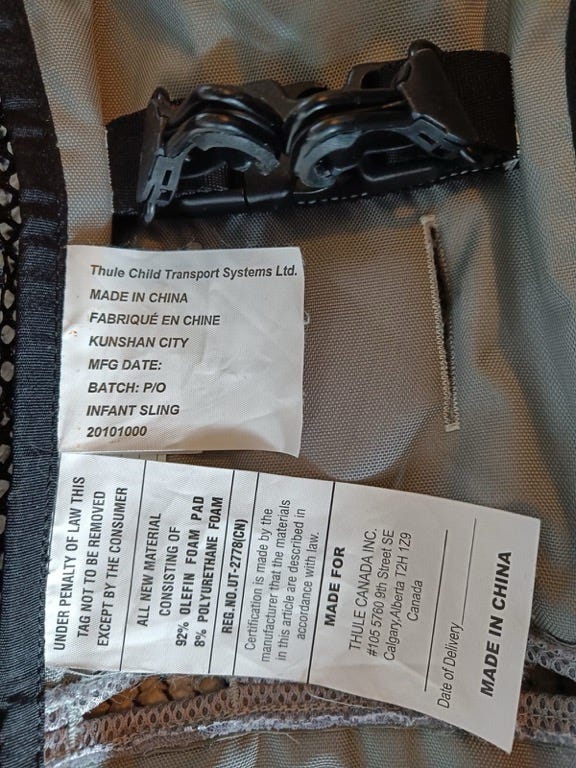 Thule Child Transport Systems Ltd.
MADE IN CHINA
FABRIQUÉ EN CHINE
KUNSHAN CITY
MFG DATE:
BATCH: P/O
INFANT SLING
20101000
UNDER PENALTY OF LAW THIS
TAG NOT TO BE REMOVED
EXCEPT BY THE CONSUMER
ALL NEW MATERIAL
CONSISTING OF
92% OLEFIN FOAM PAD
8% POLYURETHANE FOAM
REG.NO.UT-2778(CN)
Certification is made by the
manufacturer that the materials
in this article are described in
accordance with law.
MADE FOR
THULE CANADA INC.
#105 5760 9th Street SE
Calgary,Alberta T2H 1Z9
Canada
Date of Delivery
MADE IN CHINA